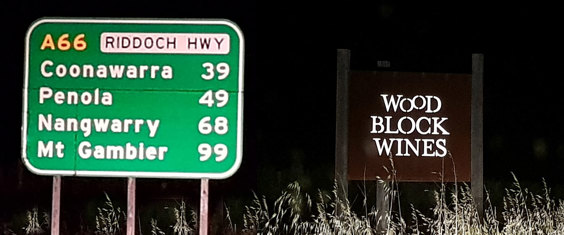 A66 RIDDOCH HWY
Coonawarra 39
Penola 49
Nangwarry 68
Mt Gambier 99
WOOD
BLOCK
WINES